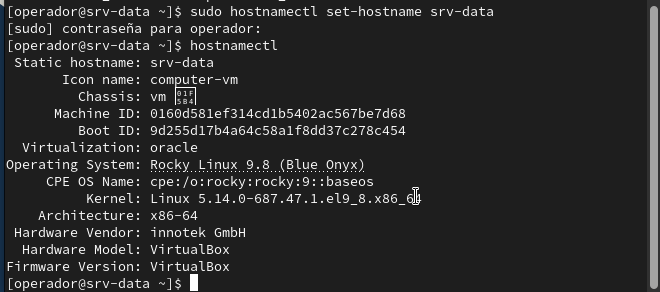 [operador@srv-data ~]$ sudo hostnamectl set-hostname srv-data
[sudo] contraseña para operador:
[operador@srv-data ~]$ hostnamectl
Static hostname: srv-data
Icon name: computer-vm
Chassis: vm 🖴
Machine ID: 0160d581ef314cd1b5402ac567be7d68
Boot ID: 9d255d17b4a64c58a1f8dd37c278c454
Virtualization: oracle
Operating System: Rocky Linux 9.8 (Blue Onyx)
CPE OS Name: cpe:/o:rocky:rocky:9::baseos
Kernel: Linux 5.14.0-687.47.1.el9_8.x86_64
Architecture: x86-64
Hardware Vendor: innotek GmbH
Hardware Model: VirtualBox
Firmware Version: VirtualBox
[operador@srv-data ~]$